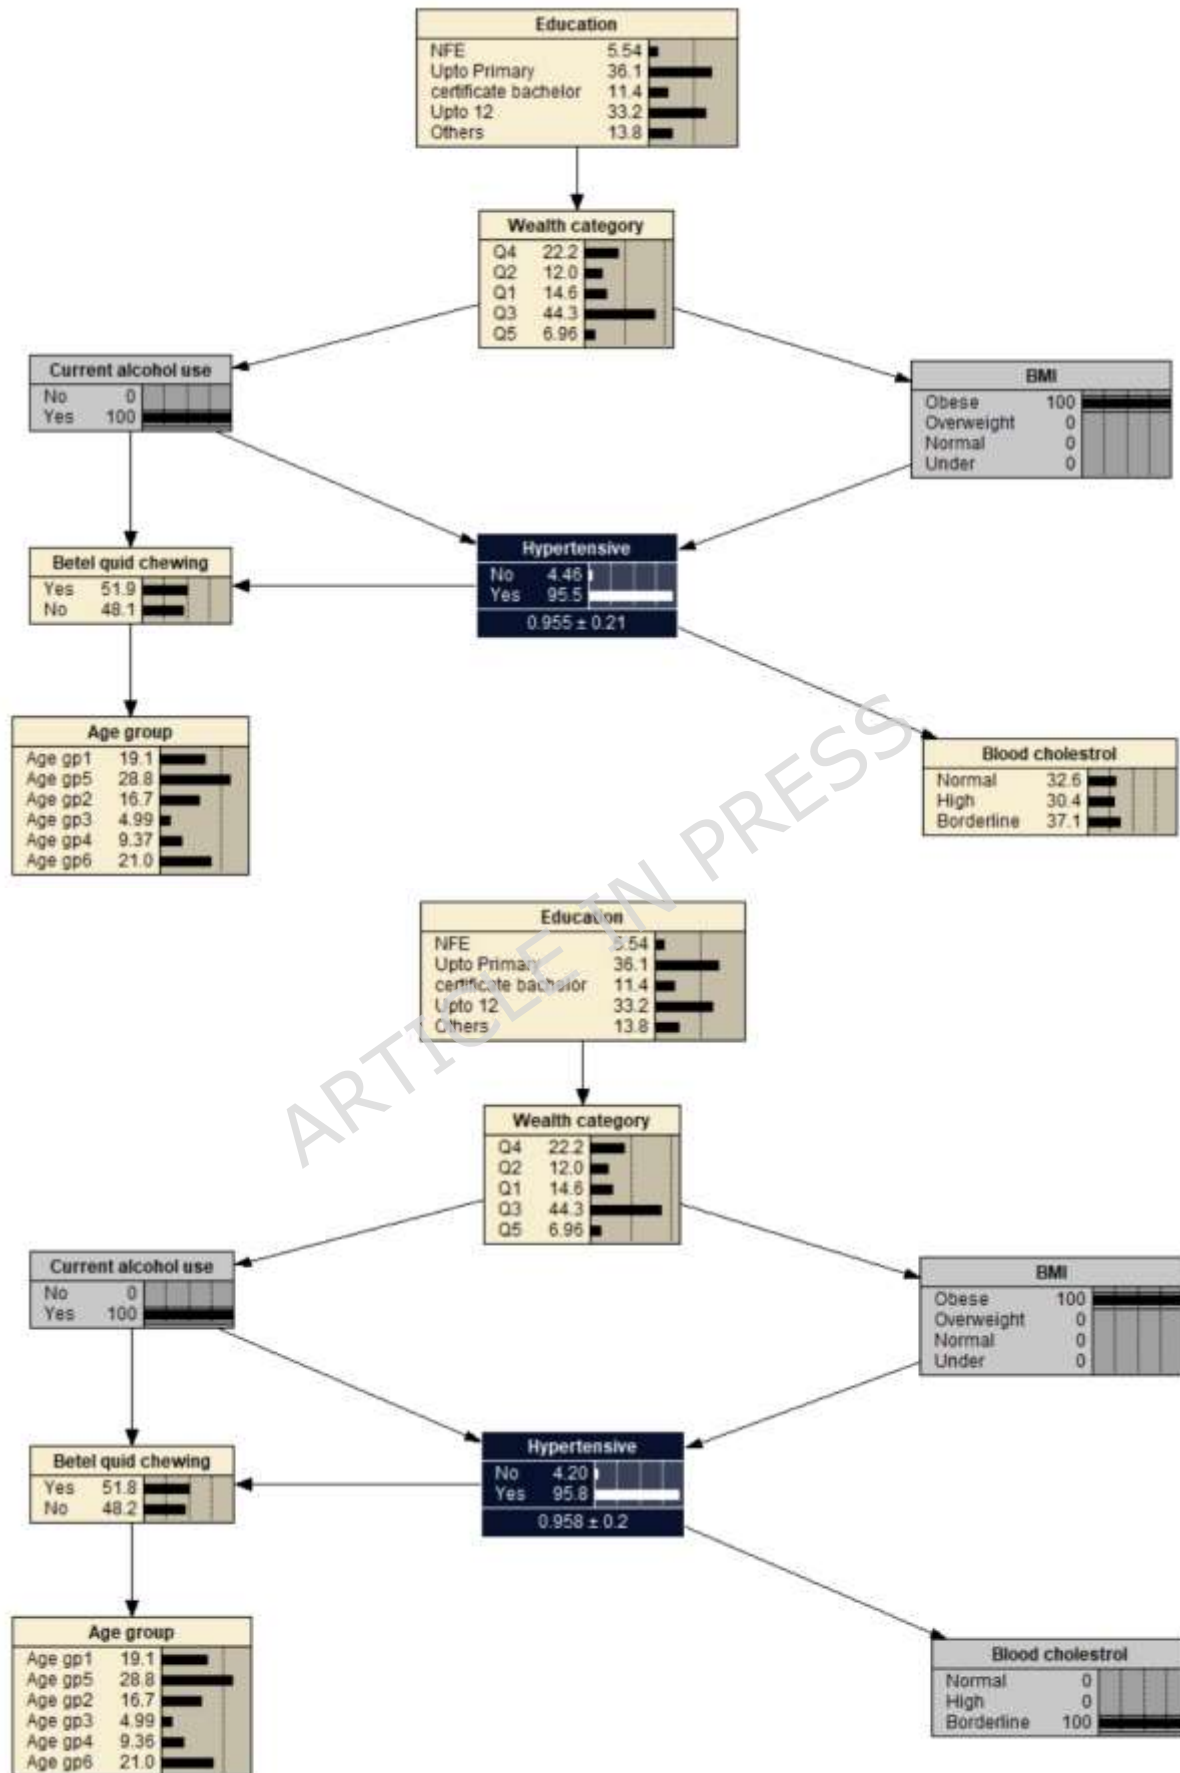 Education
NFE 5.54
Upto Primary 36.1
certificate bachelor 11.4
Upto 12 33.2
Others 13.8
Wealth category
Q4 22.2
Q2 12.0
Q1 14.6
Q3 44.3
Q5 6.96
Current alcohol use
No 0
Yes 100
BMI
Obese 100
Overweight 0
Normal 0
Under 0
Hypertensive
No 4.46
Yes 95.5
0.955 ± 0.21
Betel quid chewing
Yes 51.9
No 48.1
Age group
Age gp1 19.1
Age gp5 28.8
Age gp2 16.7
Age gp3 4.99
Age gp4 9.37
Age gp6 21.0
Blood cholestrol
Normal 32.6
High 30.4
Borderline 37.1
ARTICLE IN PRESS
Education
NFE 5.54
Upto Primary 36.1
certificate bachelor 11.4
Upto 12 33.2
Others 13.8
Wealth category
Q4 22.2
Q2 12.0
Q1 14.6
Q3 44.3
Q5 6.96
Current alcohol use
No 0
Yes 100
BMI
Obese 100
Overweight 0
Normal 0
Under 0
Hypertensive
No 4.20
Yes 95.8
0.958 ± 0.2
Betel quid chewing
Yes 51.8
No 48.2
Age group
Age gp1 19.1
Age gp5 28.8
Age gp2 16.7
Age gp3 4.99
Age gp4 9.36
Age gp6 21.0
Blood cholestrol
Normal 0
High 0
Borderline 100